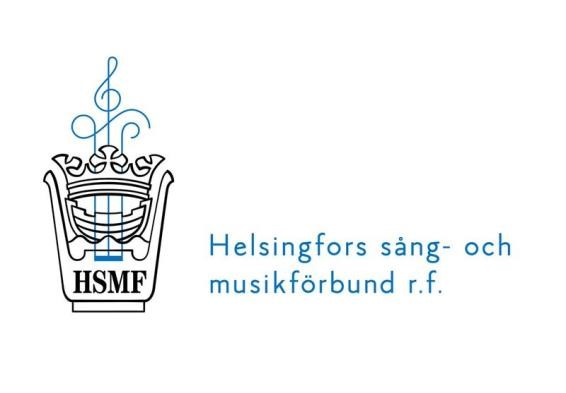 HSMF
Helsingfors sång- och
musikförbund r.f.